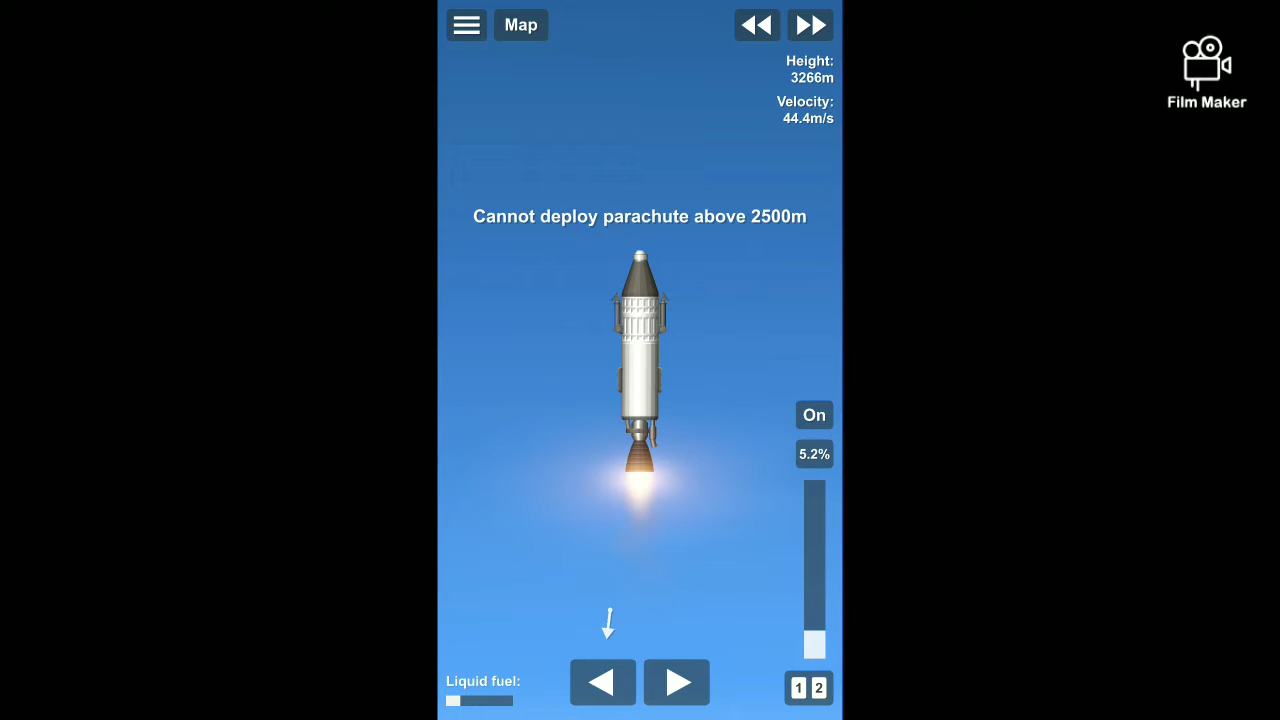 Map
Height:
3266m
Velocity:
44.4m/s
Film Maker
Cannot deploy parachute above 2500m
On
5.2%
Liquid fuel:
1 2